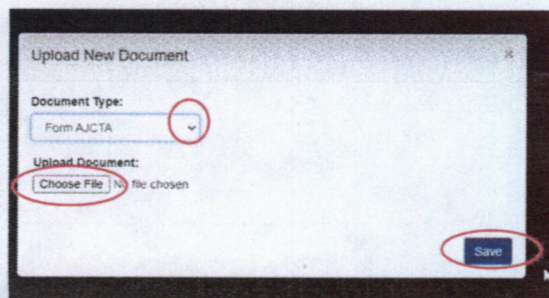 Upload New Document ×
Document Type:
Form AJCTA
Upload Document:
Choose File No file chosen
Save